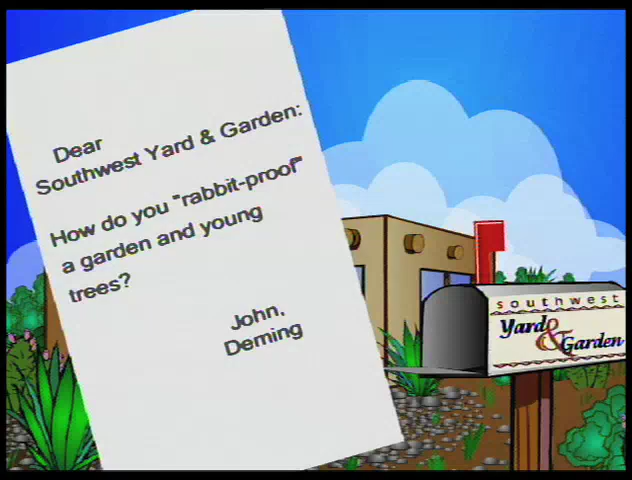 Dear
Southwest Yard & Garden:
How do you "rabbit-proof"
a garden and young
trees?
John,
Deming
southwest
Yard &
Garden